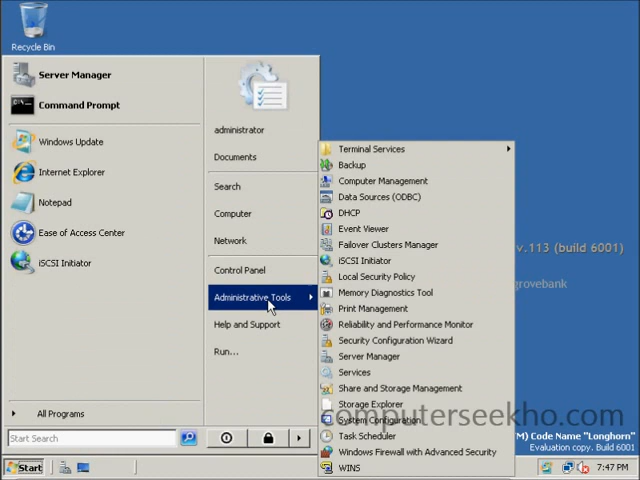 Recycle Bin
Server Manager
Command Prompt
Windows Update
Internet Explorer
Notepad
Ease of Access Center
iSCSI Initiator
All Programs
Start Search
administrator
Documents
Search
Computer
Network
Control Panel
Administrative Tools
Help and Support
Run...
Terminal Services
Backup
Computer Management
Data Sources (ODBC)
DHCP
Event Viewer
Failover Clusters Manager
iSCSI Initiator
Local Security Policy
Memory Diagnostics Tool
Print Management
Reliability and Performance Monitor
Security Configuration Wizard
Server Manager
Services
Share and Storage Management
Storage Explorer
System Configuration
Task Scheduler
Windows Firewall with Advanced Security
WINS
v.113 (build 6001)
grovebank
computerseekho.com
M) Code Name "Longhorn"
Evaluation copy. Build 6001
Start
7:47 PM